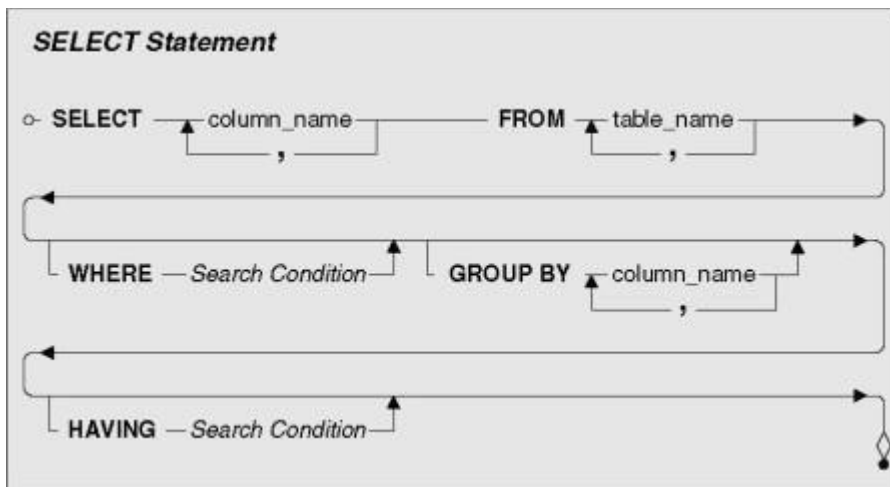 SELECT Statement
SELECT column_name FROM table_name
, ,
WHERE Search Condition GROUP BY column_name
,
HAVING Search Condition